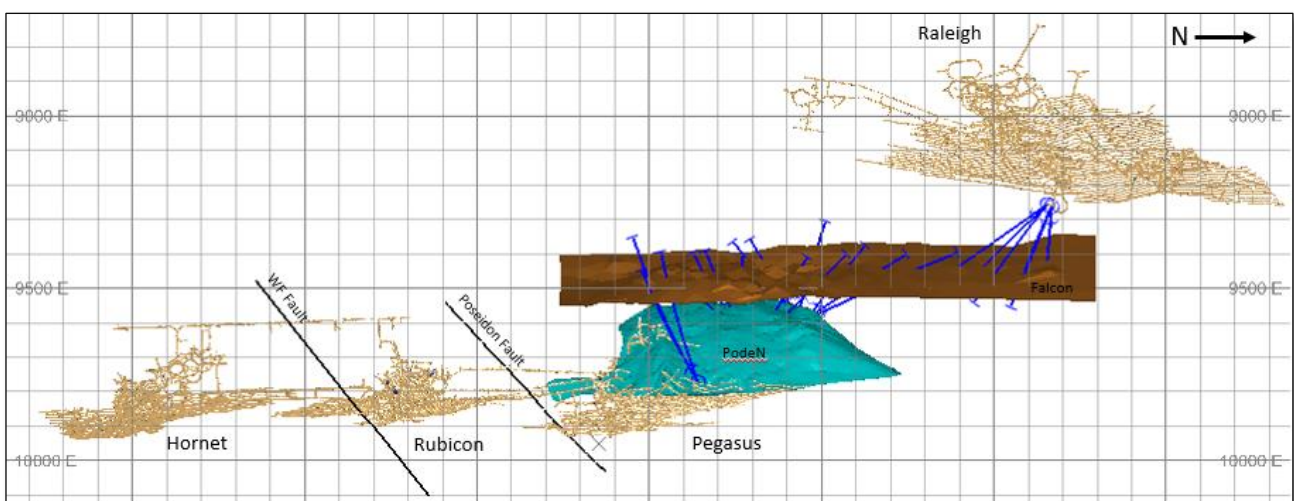 Raleigh
N
9000 E
9000 E
WF Fault
Poseidon Fault
9500 E
Falcon
9500 E
PodeN
Hornet
Rubicon
Pegasus
10000 E
10000 E